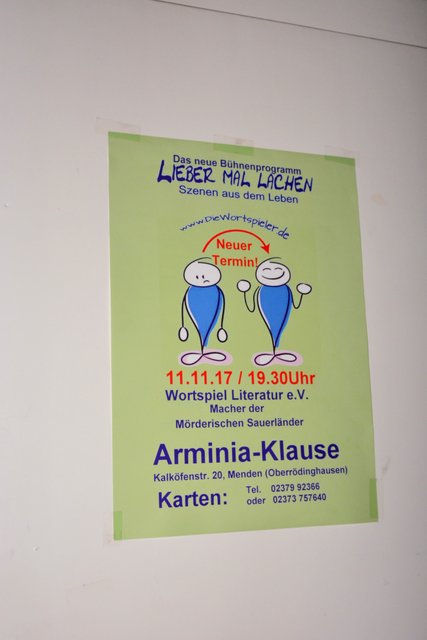 Das neue Bühnenprogramm
LIEBER MAL LACHEN
Szenen aus dem Leben
www.DieWortspieler.de
Neuer
Termin!
11.11.17 / 19.30Uhr
Wortspiel Literatur e.V.
Macher der
Mörderischen Sauerländer
Arminia-Klause
Kalköfenstr. 20, Menden (Oberrödinghausen)
Karten: Tel. 02379 92366
oder 02373 757640